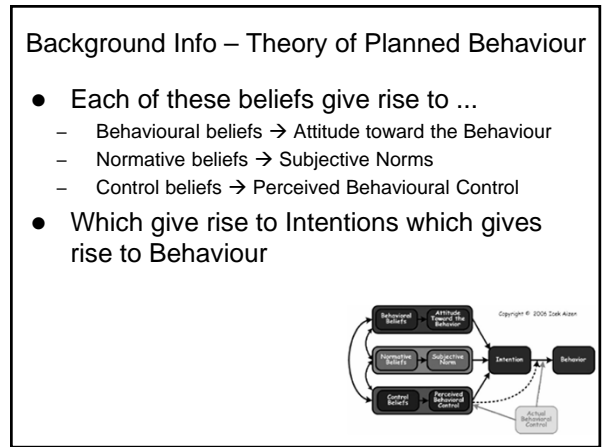 Background Info – Theory of Planned Behaviour
● Each of these beliefs give rise to ...
– Behavioural beliefs → Attitude toward the Behaviour
– Normative beliefs → Subjective Norms
– Control beliefs → Perceived Behavioural Control
● Which give rise to Intentions which gives
rise to Behaviour
Copyright © 2006 Icek Aizen
Behavioral
Beliefs
Attitude
Toward the
Behavior
Normative
Beliefs
Subjective
Norm
Intention
Behavior
Control
Beliefs
Perceived
Behavioral
Control
Actual
Behavioral
Control